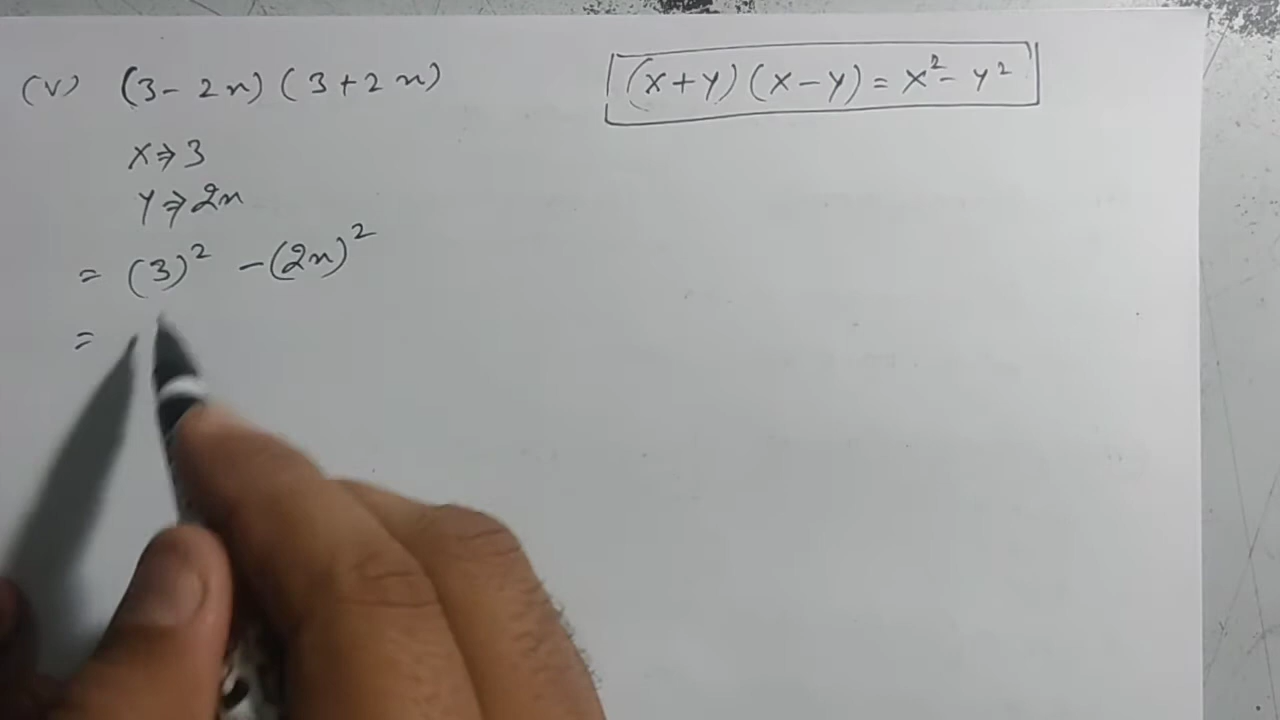 (v) (3-2x)(3+2x)
(x+y)(x-y)=x²-y²
x⇒3
y⇒2x
= (3)² -(2x)²
=